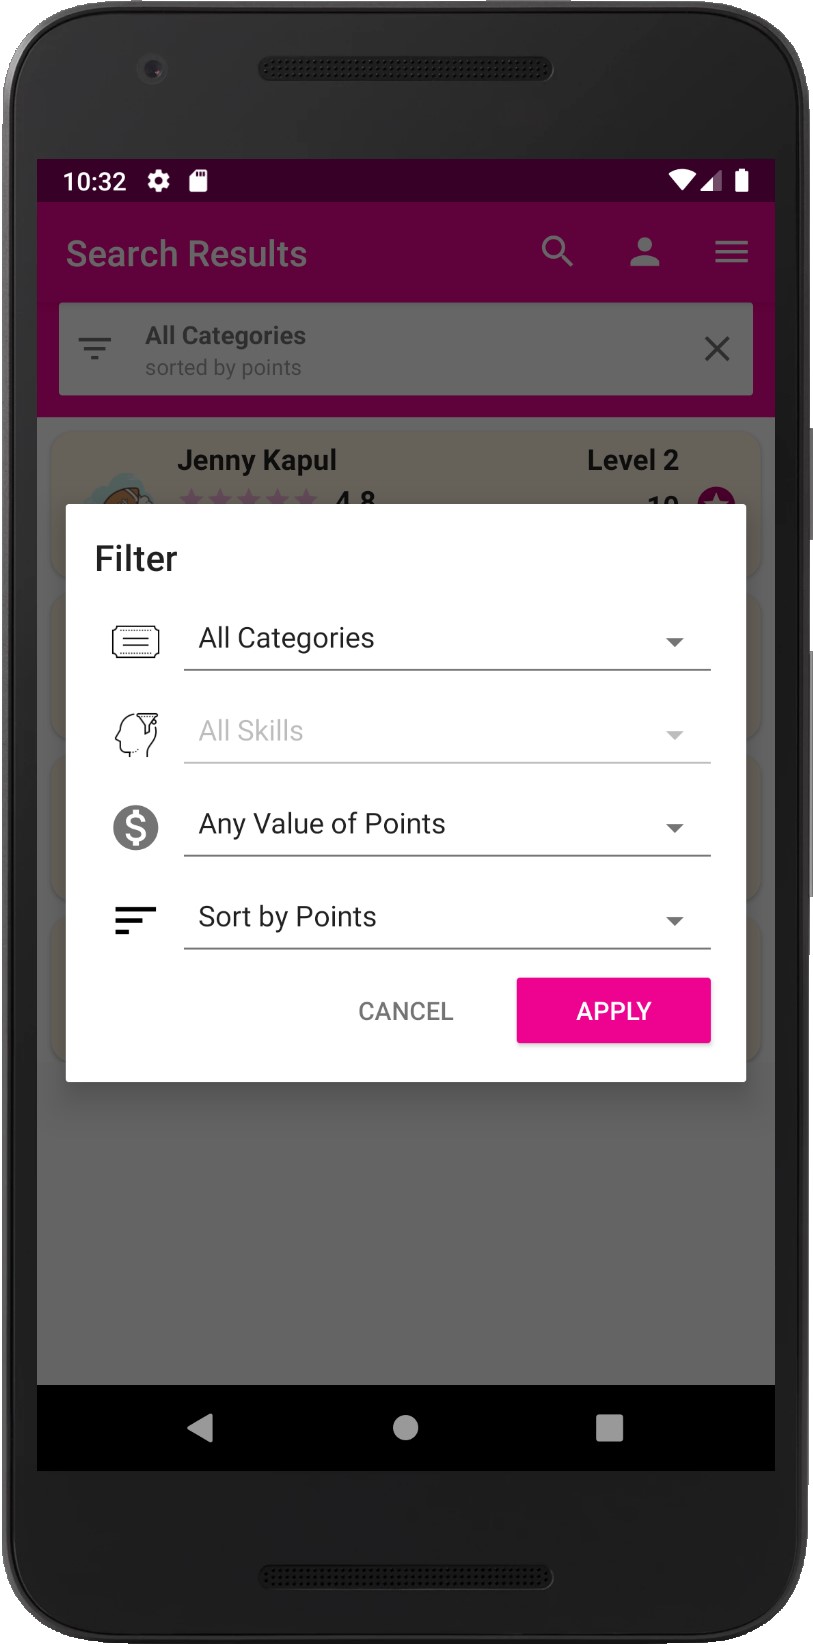 10:32
Search Results
All Categories
sorted by points
Jenny Kapul
Level 2
4.8
10
Filter
All Categories
All Skills
Any Value of Points
Sort by Points
CANCEL
APPLY